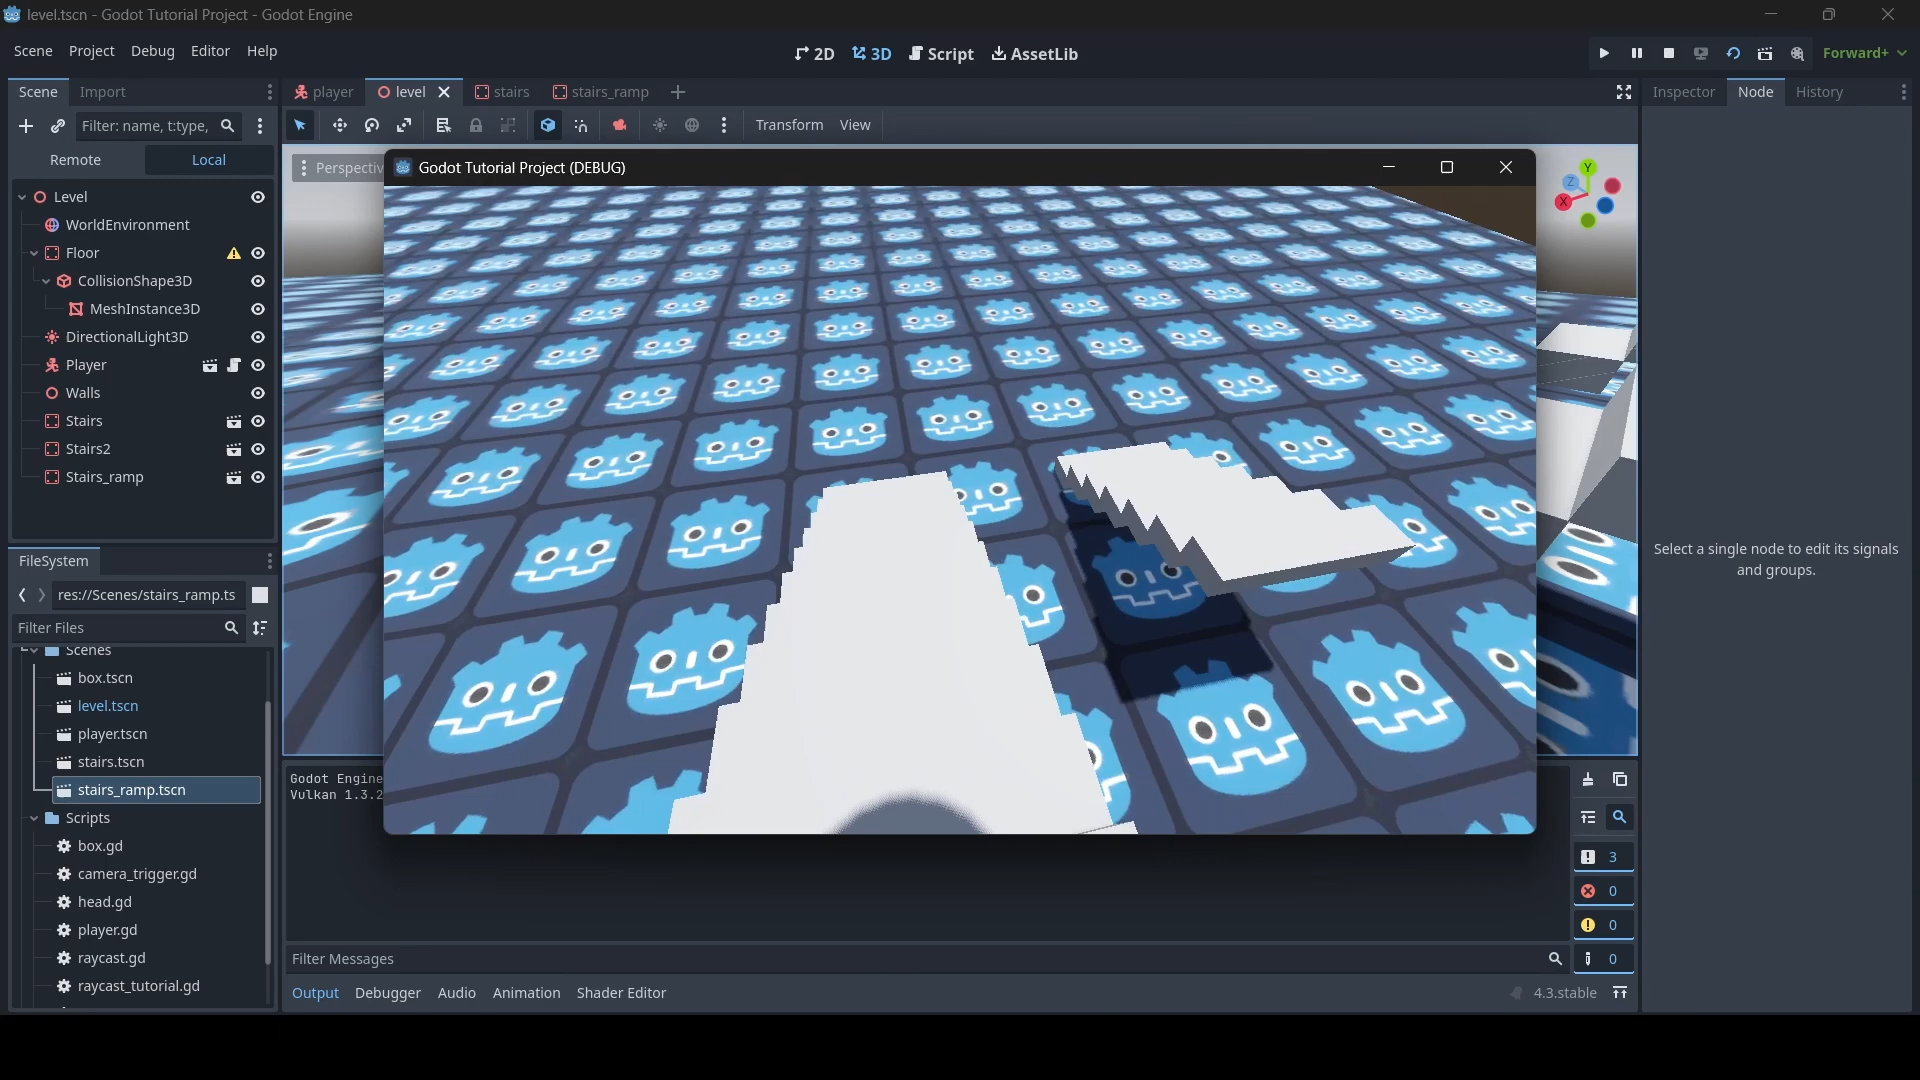 level.tscn - Godot Tutorial Project - Godot Engine
Scene Project Debug Editor Help
2D 3D Script AssetLib
Forward+
Scene Import
player level stairs stairs_ramp
Inspector Node History
Filter: name, t:type,
Transform View
Remote Local
Perspectiv
Godot Tutorial Project (DEBUG)
Y
Z
X
Level
WorldEnvironment
Floor
CollisionShape3D
MeshInstance3D
DirectionalLight3D
Player
Walls
Stairs
Stairs2
Stairs_ramp
Select a single node to edit its signals
and groups.
FileSystem
res://Scenes/stairs_ramp.ts
Filter Files
Scenes
box.tscn
level.tscn
player.tscn
stairs.tscn
stairs_ramp.tscn
Scripts
box.gd
camera_trigger.gd
head.gd
player.gd
raycast.gd
raycast_tutorial.gd
Godot Engine
Vulkan 1.3.2
3
0
0
0
Filter Messages
Output Debugger Audio Animation Shader Editor
4.3.stable